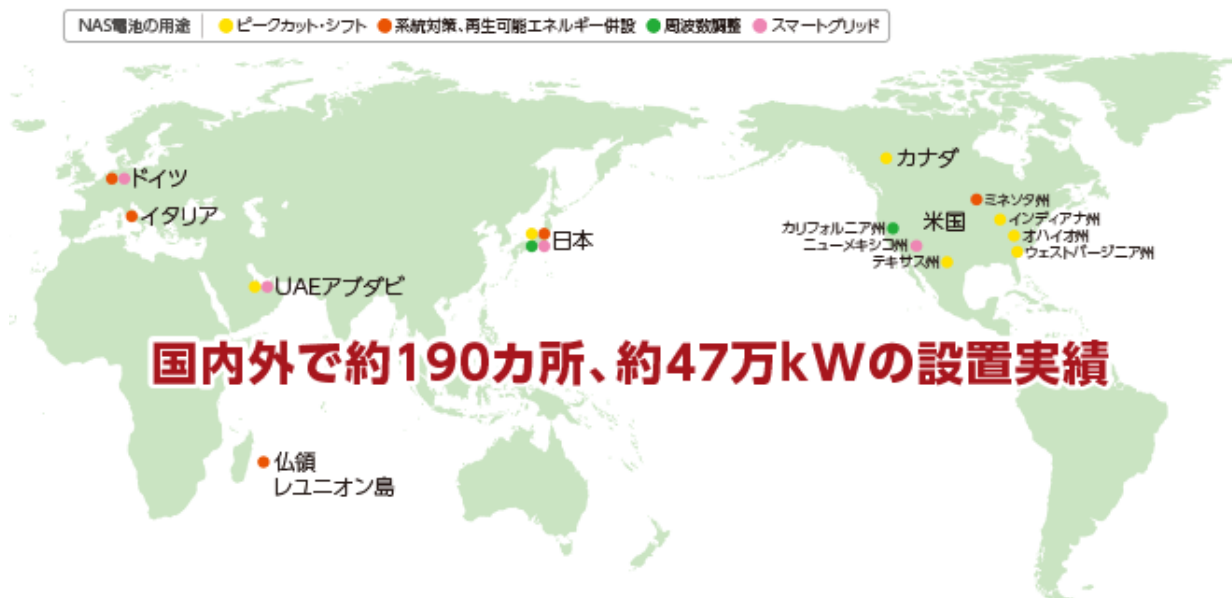 NAS電池の用途 ピークカット・シフト 系統対策、再生可能エネルギー併設 周波数調整 スマートグリッド
カナダ
ドイツ
ミネソタ州
イタリア
米国
インディアナ州
カリフォルニア州
オハイオ州
日本
ニューメキシコ州
ウェストバージニア州
テキサス州
UAEアブダビ
国内外で約190カ所、約47万kWの設置実績
仏領
レユニオン島